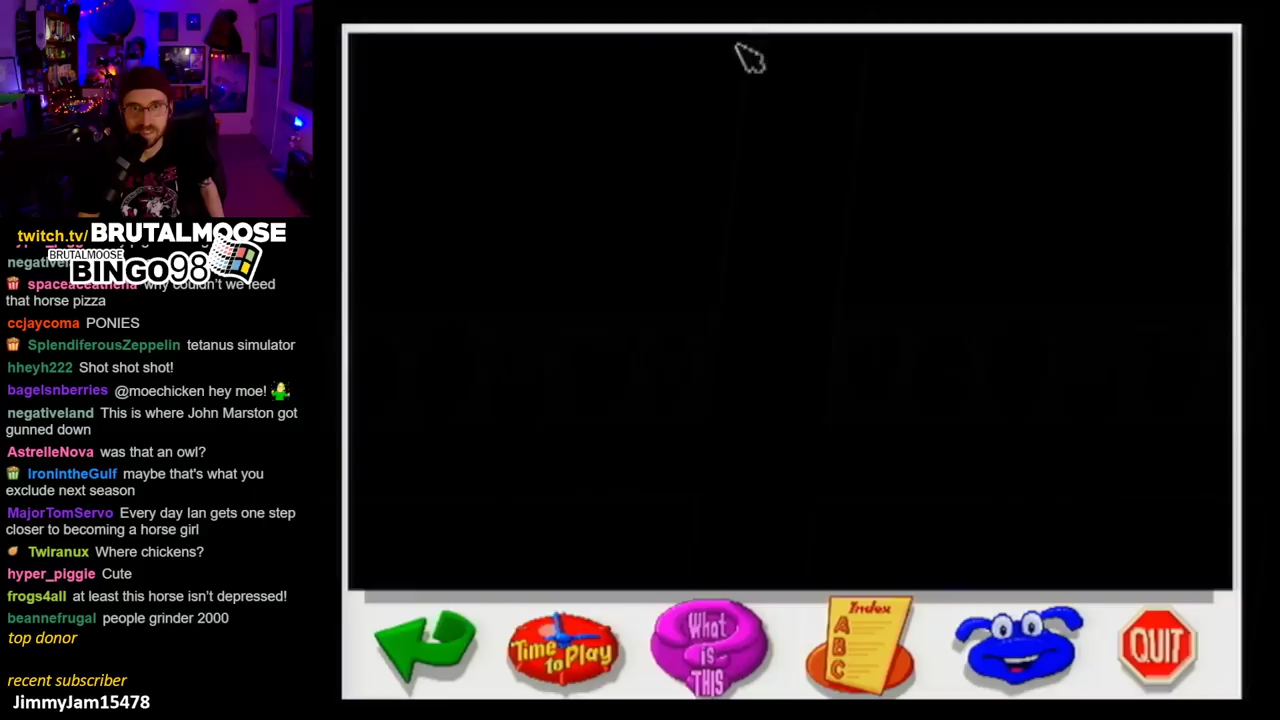 twitch.tv/BRUTALMOOSE
BRUTALMOOSE
BINGO98
spaceaceathena why couldn't we feed
that horse pizza
ccjaycoma PONIES
SplendiferousZeppelin tetanus simulator
hheyh222 Shot shot shot!
bagelsnberries @moechicken hey moe!
negativeland This is where John Marston got
gunned down
AstrelleNova was that an owl?
IronintheGulf maybe that's what you
exclude next season
MajorTomServo Every day Ian gets one step
closer to becoming a horse girl
Twiranux Where chickens?
hyper_piggie Cute
frogs4all at least this horse isn't depressed!
beannefrugal people grinder 2000
top donor
recent subscriber
JimmyJam15478
Time to Play
What
is
THIS
Index
A
B
C
QUIT